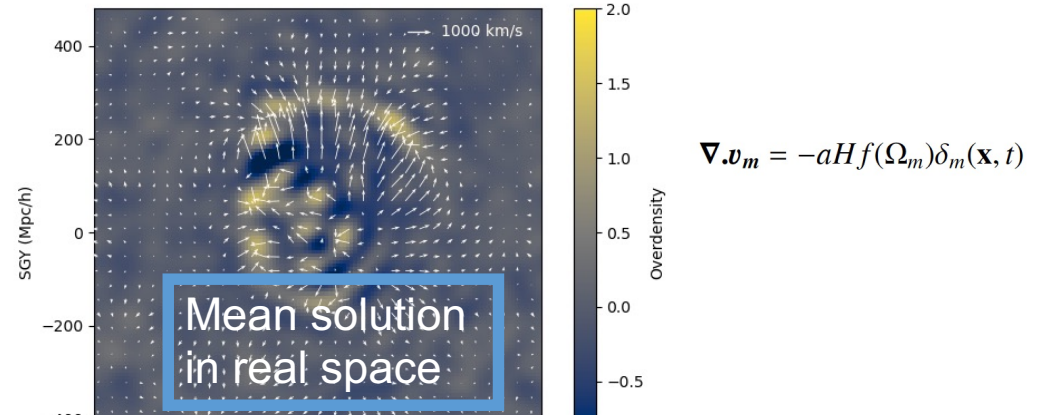 400
200
0
−200
SGY (Mpc/h)
1000 km/s
Mean solution
in real space
2.0
1.5
1.0
0.5
0.0
−0.5
Overdensity
∇.v_m = −aHf(Ω_m)δ_m(x, t)